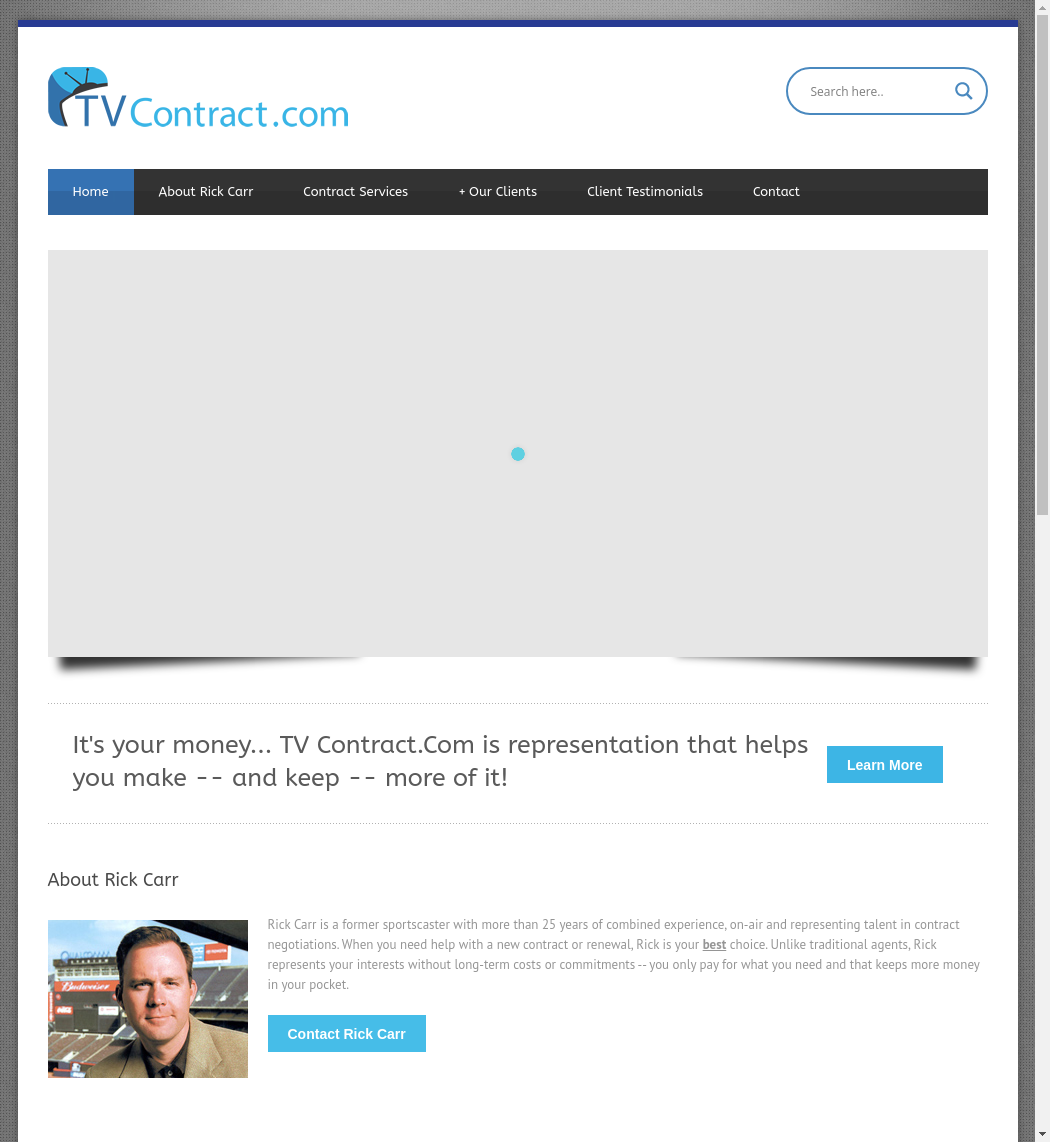 TVContract.com
Search here..
Home
About Rick Carr
Contract Services
+ Our Clients
Client Testimonials
Contact
It's your money... TV Contract.Com is representation that helps
you make -- and keep -- more of it!
Learn More
About Rick Carr
Rick Carr is a former sportscaster with more than 25 years of combined experience, on-air and representing talent in contract
negotiations. When you need help with a new contract or renewal, Rick is your best choice. Unlike traditional agents, Rick
represents your interests without long-term costs or commitments -- you only pay for what you need and that keeps more money
in your pocket.
Budweiser
Contact Rick Carr